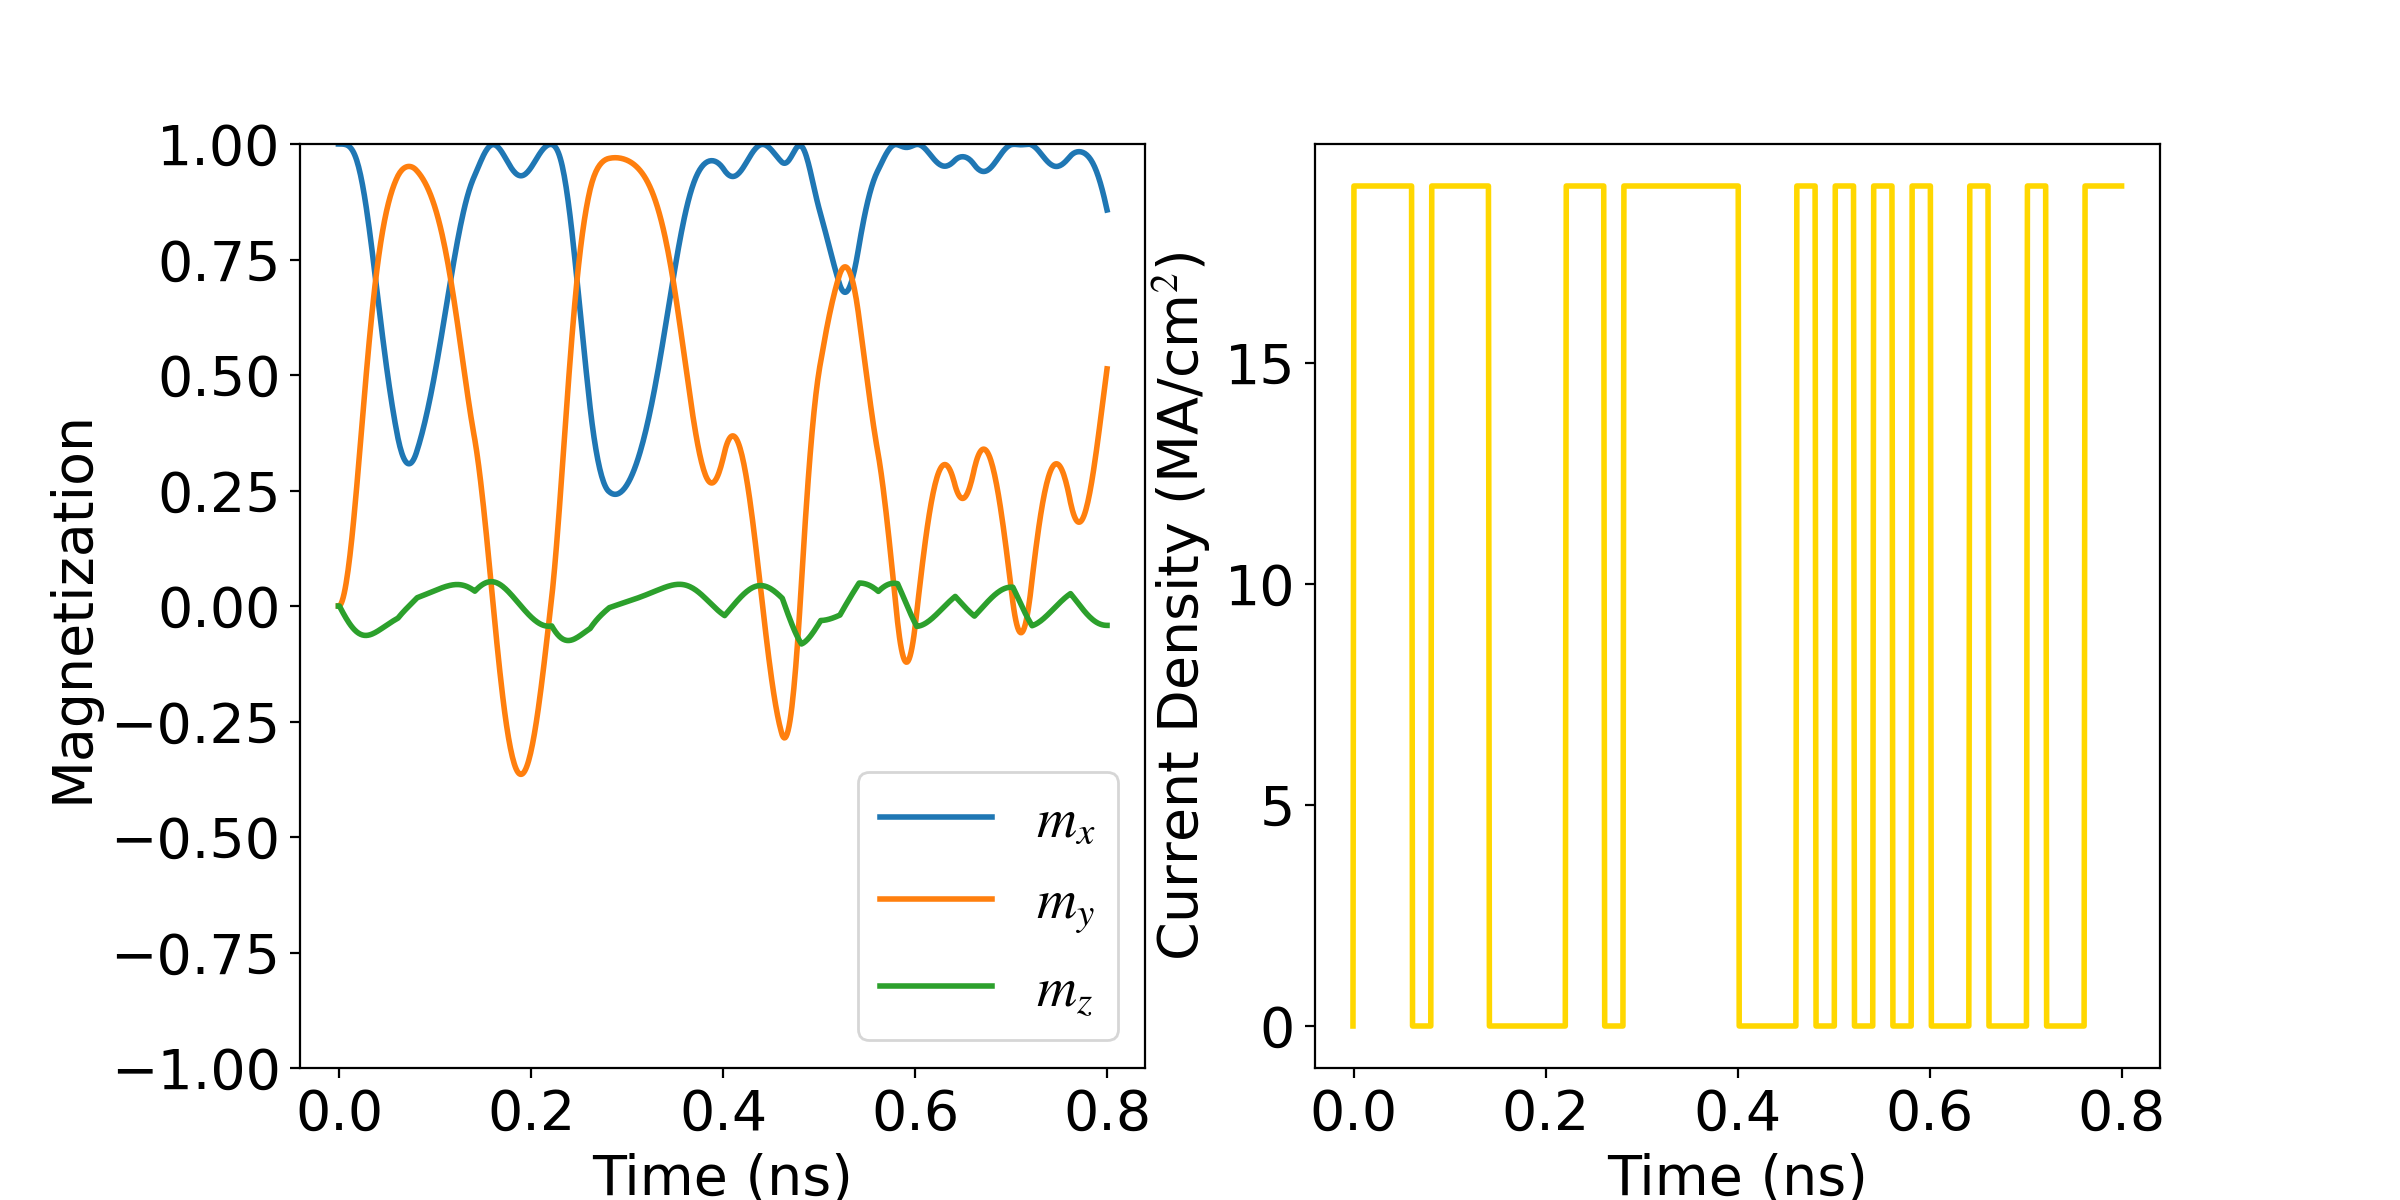 Magnetization
1.00
0.75
0.50
0.25
0.00
−0.25
−0.50
−0.75
−1.00
0.0 0.2 0.4 0.6 0.8
Time (ns)
m_x
m_y
m_z
Current Density (MA/cm²)
15
10
5
0
0.0 0.2 0.4 0.6 0.8
Time (ns)